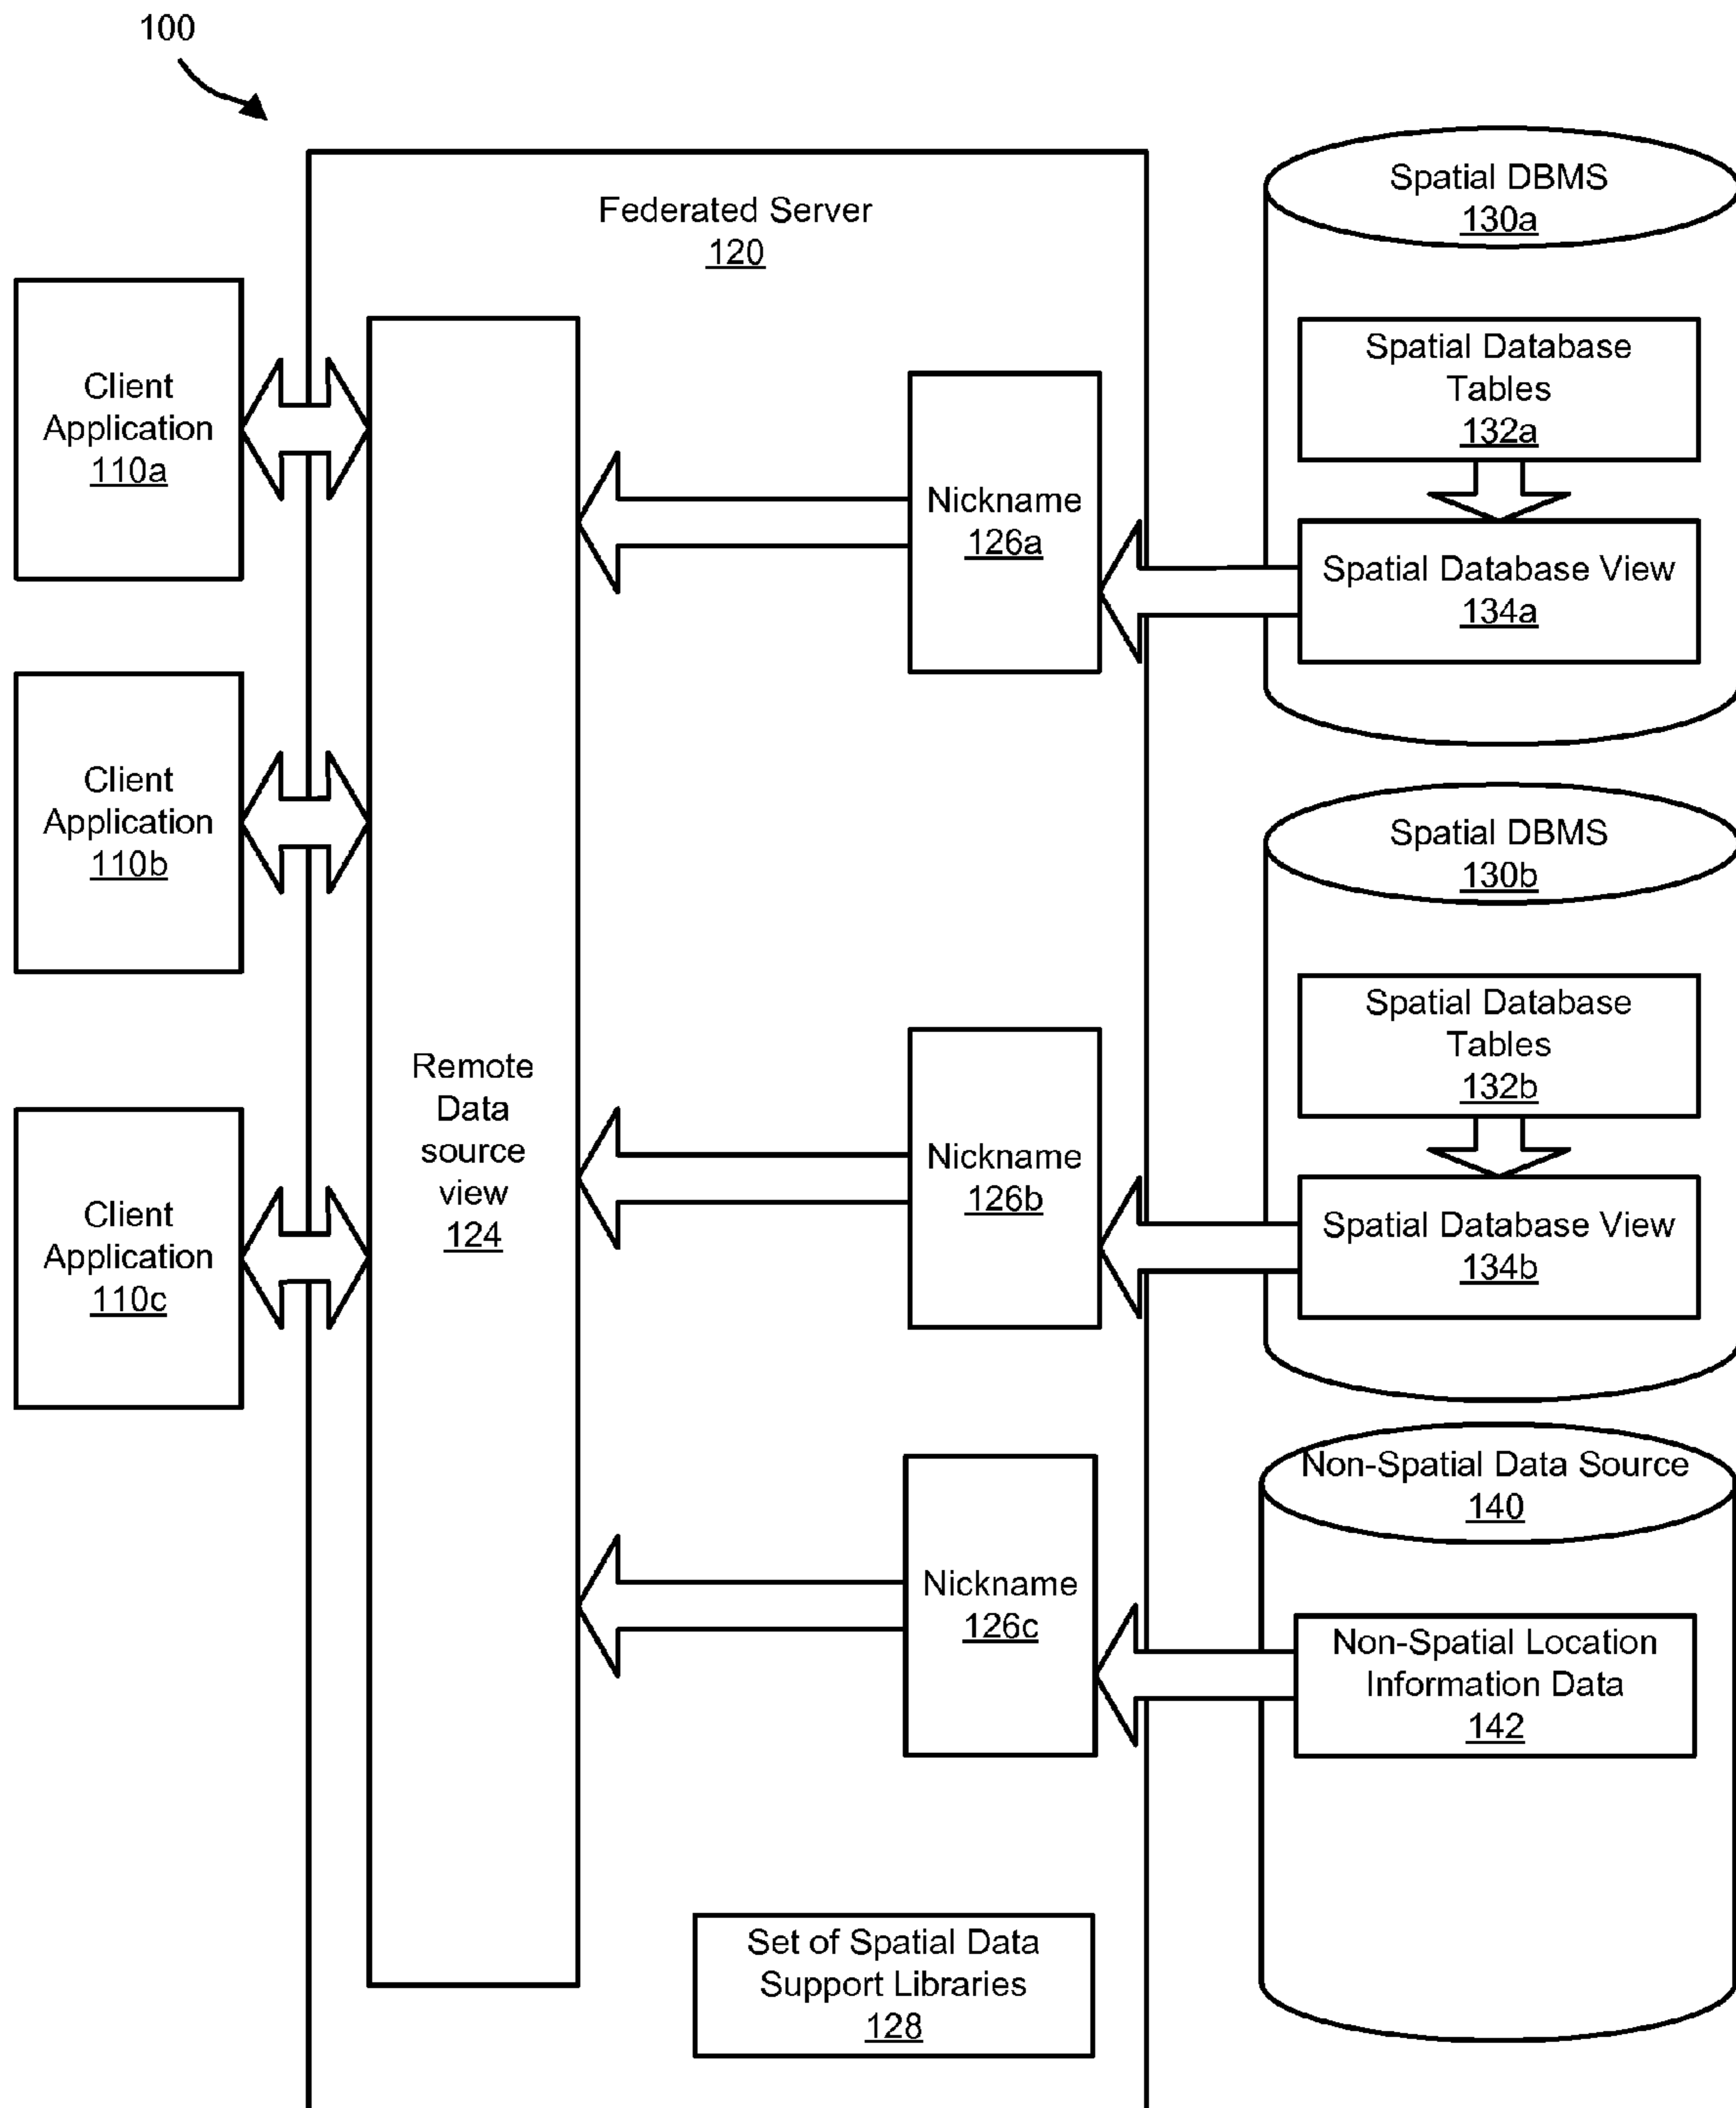 100
Federated Server
120
Client
Application
110a
Client
Application
110b
Client
Application
110c
Remote
Data
source
view
124
Nickname
126a
Nickname
126b
Nickname
126c
Set of Spatial Data
Support Libraries
128
Spatial DBMS
130a
Spatial Database
Tables
132a
Spatial Database View
134a
Spatial DBMS
130b
Spatial Database
Tables
132b
Spatial Database View
134b
Non-Spatial Data Source
140
Non-Spatial Location
Information Data
142